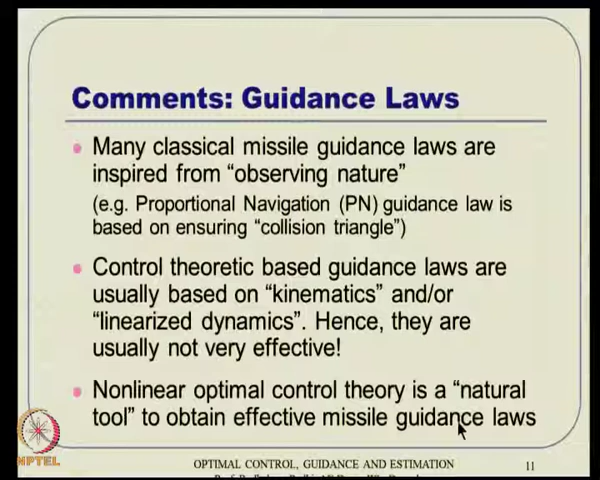 Comments: Guidance Laws
Many classical missile guidance laws are
inspired from “observing nature”
(e.g. Proportional Navigation (PN) guidance law is
based on ensuring “collision triangle”)
Control theoretic based guidance laws are
usually based on “kinematics” and/or
“linearized dynamics”. Hence, they are
usually not very effective!
Nonlinear optimal control theory is a “natural
tool” to obtain effective missile guidance laws
NPTEL
OPTIMAL CONTROL, GUIDANCE AND ESTIMATION
11